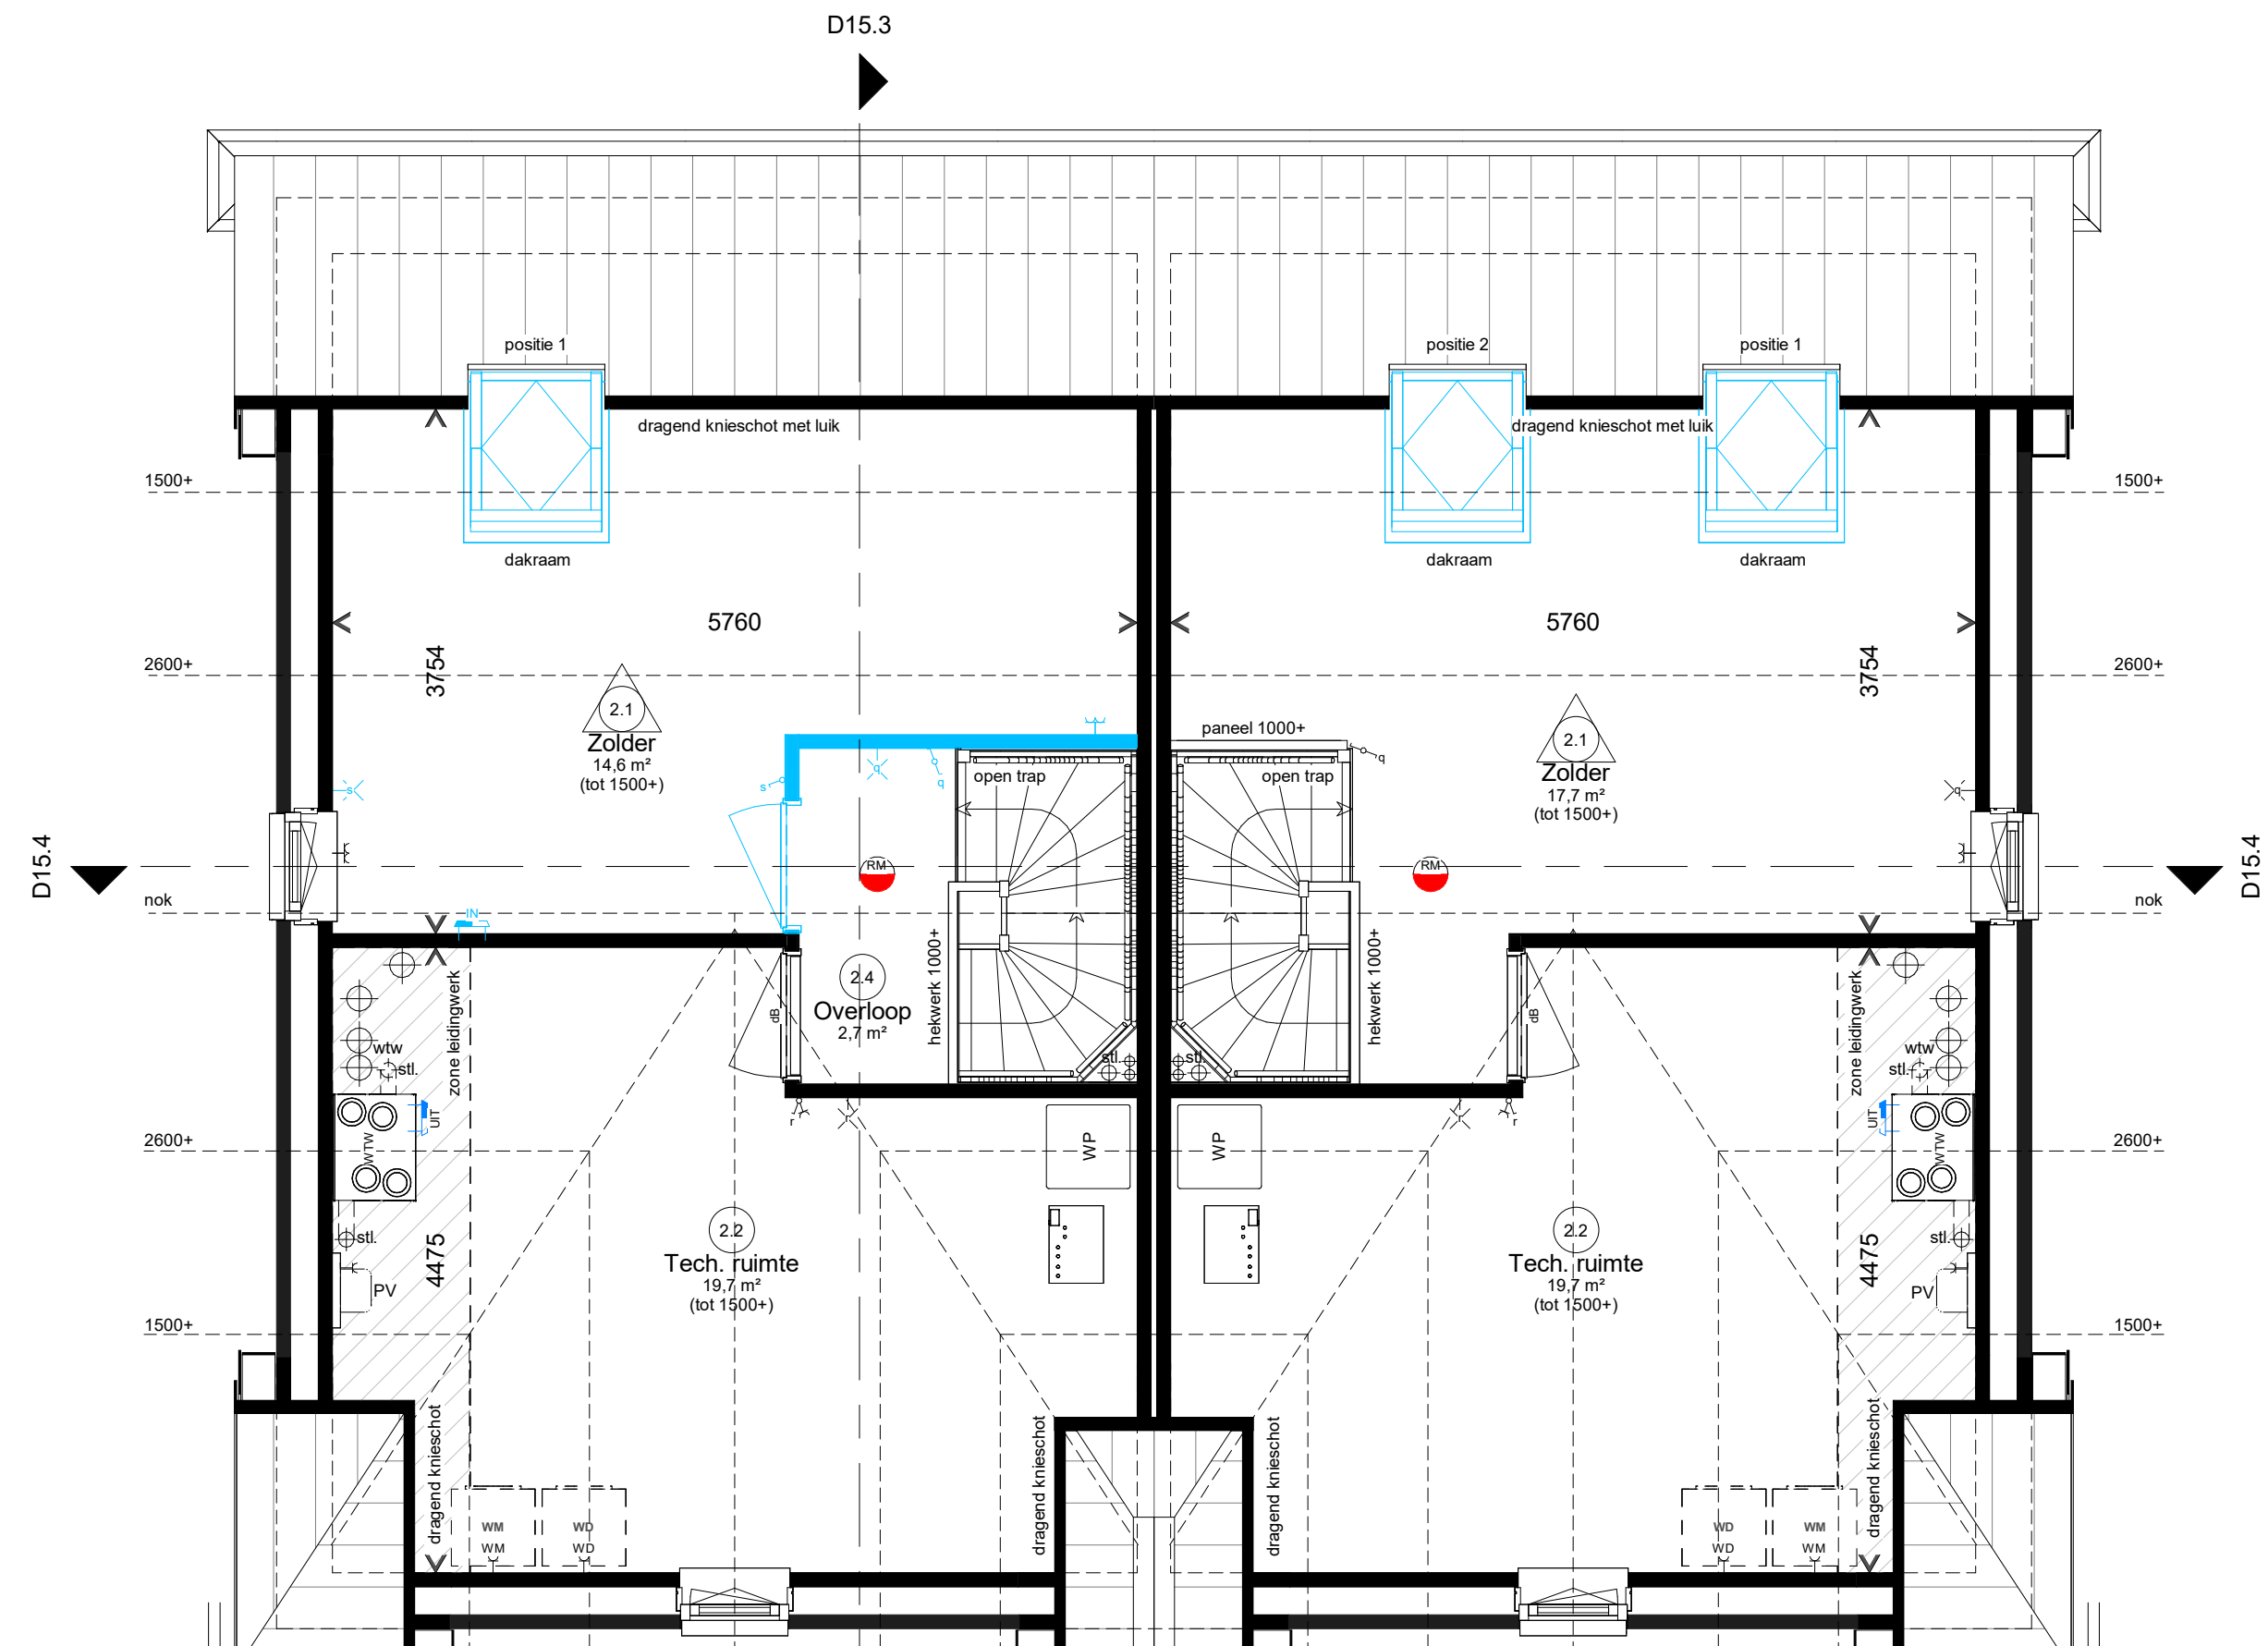 D15.3
positie 1
positie 2
positie 1
dragend knieschot met luik
dragend knieschot met luik
1500+
1500+
dakraam
dakraam
dakraam
5760
5760
2600+
2600+
3754
3754
2.1
Zolder
14,6 m²
(tot 1500+)
2.1
Zolder
17,7 m²
(tot 1500+)
paneel 1000+
open trap
open trap
q
q
q
q
s
s
D15.4
D15.4
RM
RM
nok
nok
IN
hekwerk 1000+
hekwerk 1000+
2.4
Overloop
2,7 m²
dB
dB
zone leidingwerk
zone leidingwerk
wtw
stl.
wtw
stl.
stl.
stl.
UIT
UIT
WTW
WTW
r
r
r
r
WP
WP
2600+
2600+
2.2
Tech. ruimte
19,7 m²
(tot 1500+)
2.2
Tech. ruimte
19,7 m²
(tot 1500+)
4475
4475
stl.
stl.
PV
PV
1500+
1500+
dragend knieschot
dragend knieschot
dragend knieschot
dragend knieschot
WM
WD
WD
WM
WM
WD
WD
WM